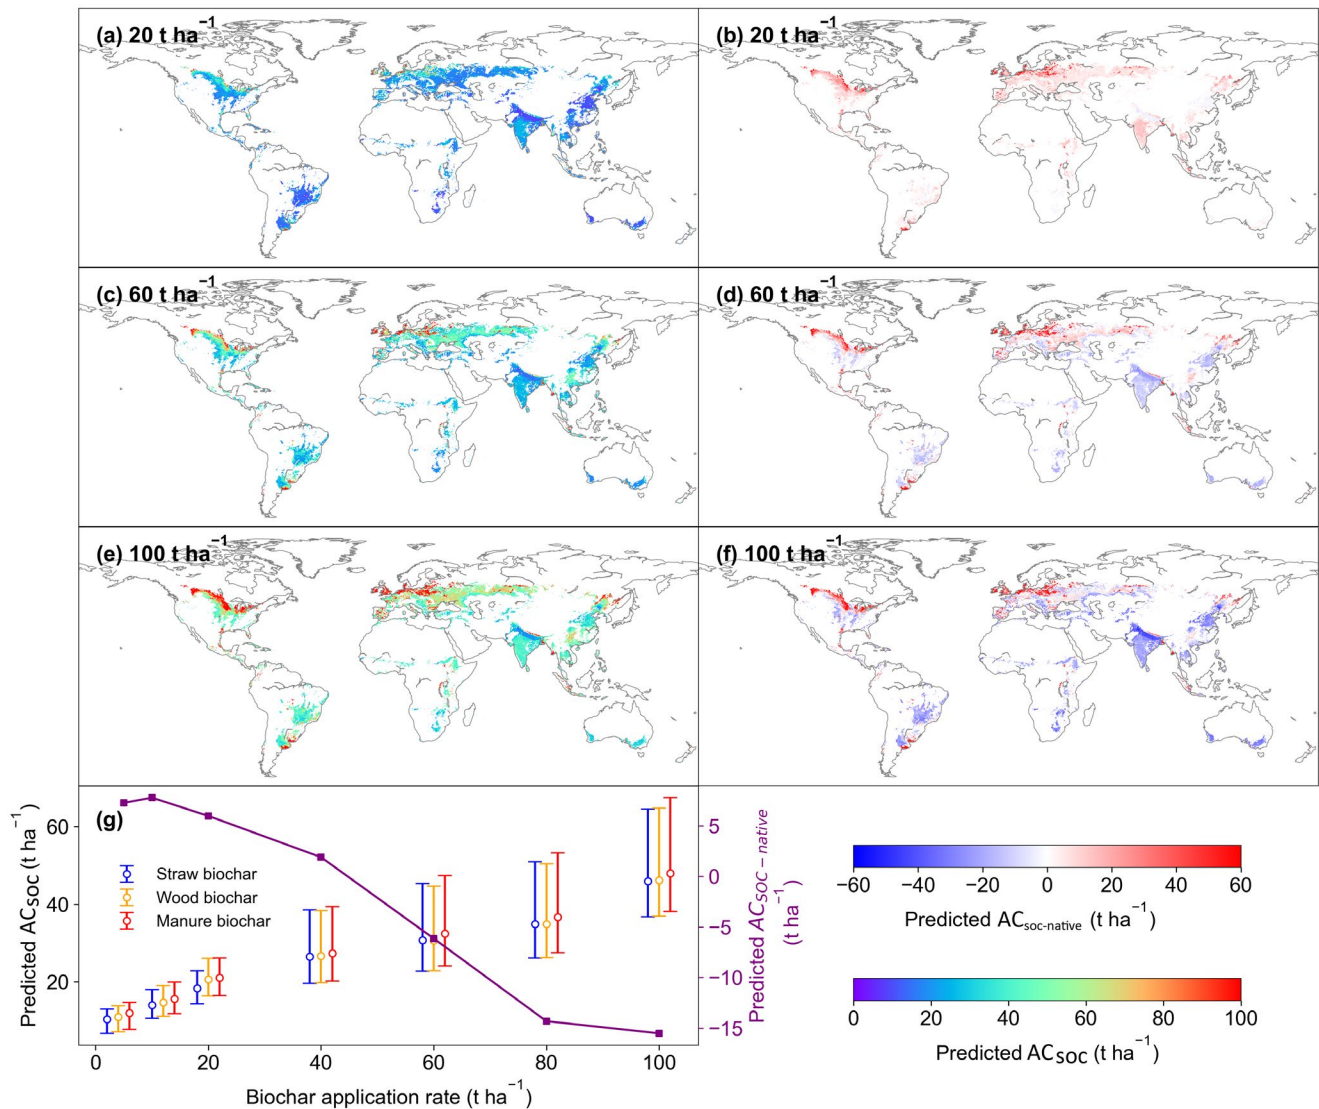 (a) 20 t ha⁻¹
(b) 20 t ha⁻¹
(c) 60 t ha⁻¹
(d) 60 t ha⁻¹
(e) 100 t ha⁻¹
(f) 100 t ha⁻¹
(g)
Straw biochar
Wood biochar
Manure biochar
Predicted AC_SOC (t ha⁻¹)
60
40
20
0 20 40 60 80 100
Biochar application rate (t ha⁻¹)
5
0
−5
−10
−15
Predicted AC_SOC−native
(t ha⁻¹)
−60 −40 −20 0 20 40 60
Predicted AC_soc-native (t ha⁻¹)
0 20 40 60 80 100
Predicted AC_SOC (t ha⁻¹)